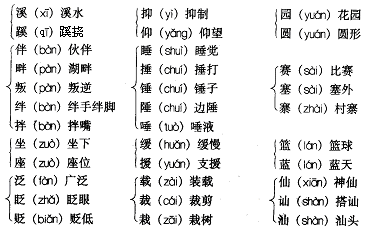 溪（xī）溪水 抑（yì）抑制 园（yuán）花园
蹊（qī）蹊跷 仰（yǎng）仰望 圆（yuán）圆形
伴（bàn）伙伴 睡（shuì）睡觉
畔（pàn）湖畔 捶（chuí）捶打 赛（sài）比赛
叛（pàn）叛逆 锤（chuí）锤子 塞（sài）塞外
绊（bàn）绊手绊脚 陲（chuí）边陲 寨（zhài）村寨
拌（bàn）拌嘴 唾（tuò）唾液
坐（zuò）坐下 缓（huǎn）缓慢 篮（lán）篮球
座（zuò）座位 援（yuán）支援 蓝（lán）蓝天
泛（fàn）广泛 载（zài）装载 仙（xiān）神仙
眨（zhǎ）眨眼 裁（cái）裁剪 讪（shàn）搭讪
贬（biǎn）贬低 栽（zāi）栽树 汕（shàn）汕头